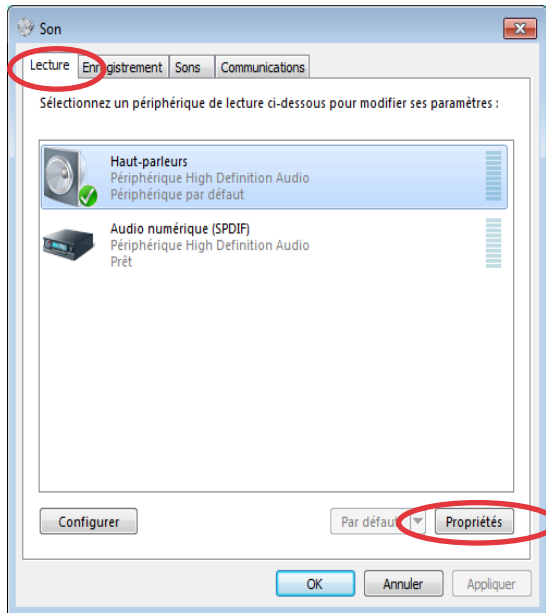 Son
Lecture Enregistrement Sons Communications
Sélectionnez un périphérique de lecture ci-dessous pour modifier ses paramètres :
Haut-parleurs
Périphérique High Definition Audio
Périphérique par défaut
Audio numérique (SPDIF)
Périphérique High Definition Audio
Prêt
Configurer Par défaut Propriétés
OK Annuler Appliquer